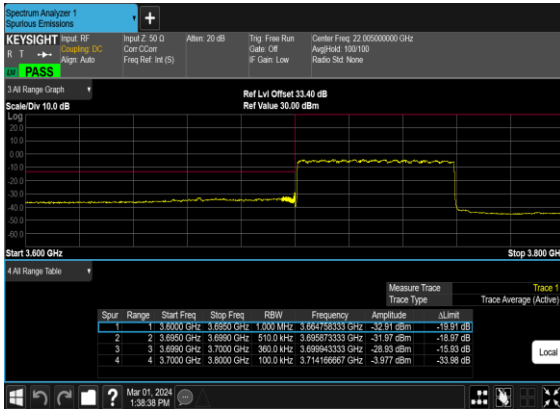 Spectrum Analyzer 1
Spurious Emissions
+
KEYSIGHT Input: RF Input Z: 50 Ω Atten: 20 dB Trig: Free Run Center Freq: 22.005000000 GHz
R T Coupling: DC Corr CCorr Gate: Off Avg|Hold: 100/100
Align: Auto Freq Ref: Int (S) IF Gain: Low Radio Std: None
PASS
3 All Range Graph Ref Lvl Offset 33.40 dB
Scale/Div 10.0 dB Ref Value 30.00 dBm
Log
20.0
10.0
0.00
-10.0
-20.0
-30.0
-40.0
-50.0
-60.0
Start 3.600 GHz Stop 3.800 GH
4 All Range Table
Measure Trace Trace 1
Trace Type Trace Average (Active)
Spur Range Start Freq Stop Freq RBW Frequency Amplitude ΔLimit
1 1 3.6000 GHz 3.6950 GHz 1.000 MHz 3.664758333 GHz -32.91 dBm -19.91 dB
2 2 3.6950 GHz 3.6990 GHz 510.0 kHz 3.695873333 GHz -31.97 dBm -18.97 dB
3 3 3.6990 GHz 3.7000 GHz 360.0 kHz 3.699943333 GHz -28.93 dBm -15.93 dB
4 4 3.7000 GHz 3.8000 GHz 100.0 kHz 3.714166667 GHz -3.977 dBm -33.98 dB
Local
?
Mar 01, 2024
1:38:38 PM